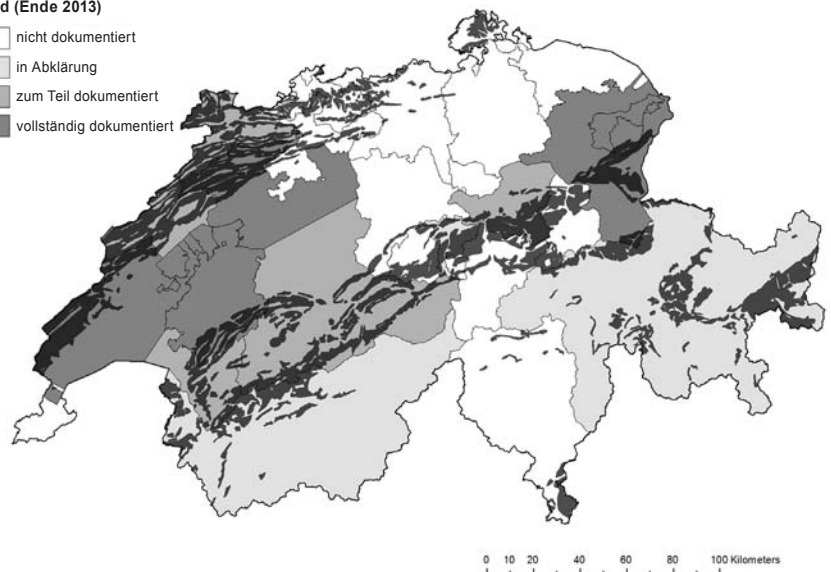 d (Ende 2013)
nicht dokumentiert
in Abklärung
zum Teil dokumentiert
vollständig dokumentiert
0 10 20 40 60 80 100 Kilometers